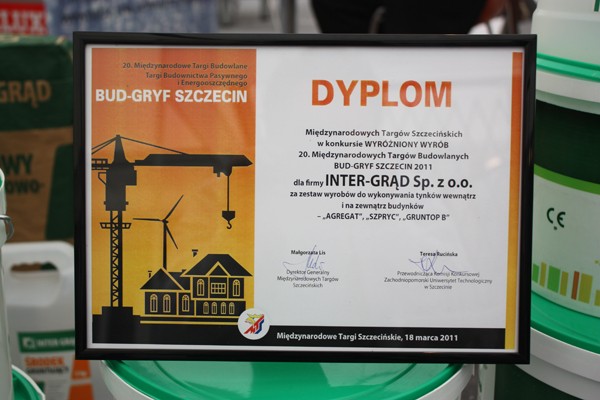 20. Międzynarodowe Targi Budowlane
Targi Budownictwa Pasywnego
i Energooszczędnego
BUD-GRYF SZCZECIN
DYPLOM
Międzynarodowych Targów Szczecińskich
w konkursie WYRÓŻNIONY WYRÓB
20. Międzynarodowych Targów Budowlanych
BUD-GRYF SZCZECIN 2011
dla firmy INTER-GRĄD Sp. z o.o.
za zestaw wyrobów do wykonywania tynków wewnątrz
i na zewnątrz budynków
– „AGREGAT”, „SZPRYC”, „GRUNTOP B”
Małgorzata Lis
Dyrektor Generalny
Międzynarodowych Targów
Szczecińskich
Teresa Rucińska
Przewodnicząca Komisji Konkursowej
Zachodniopomorski Uniwersytet Technologiczny
w Szczecinie
Międzynarodowe Targi Szczecińskie, 18 marca 2011
GRĄD
INTER-GRĄD
ŚRODEK
CE